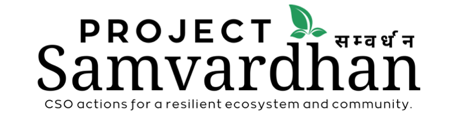 PROJECT
सम्वर्धन
Samvardhan
CSO actions for a resilient ecosystem and community.